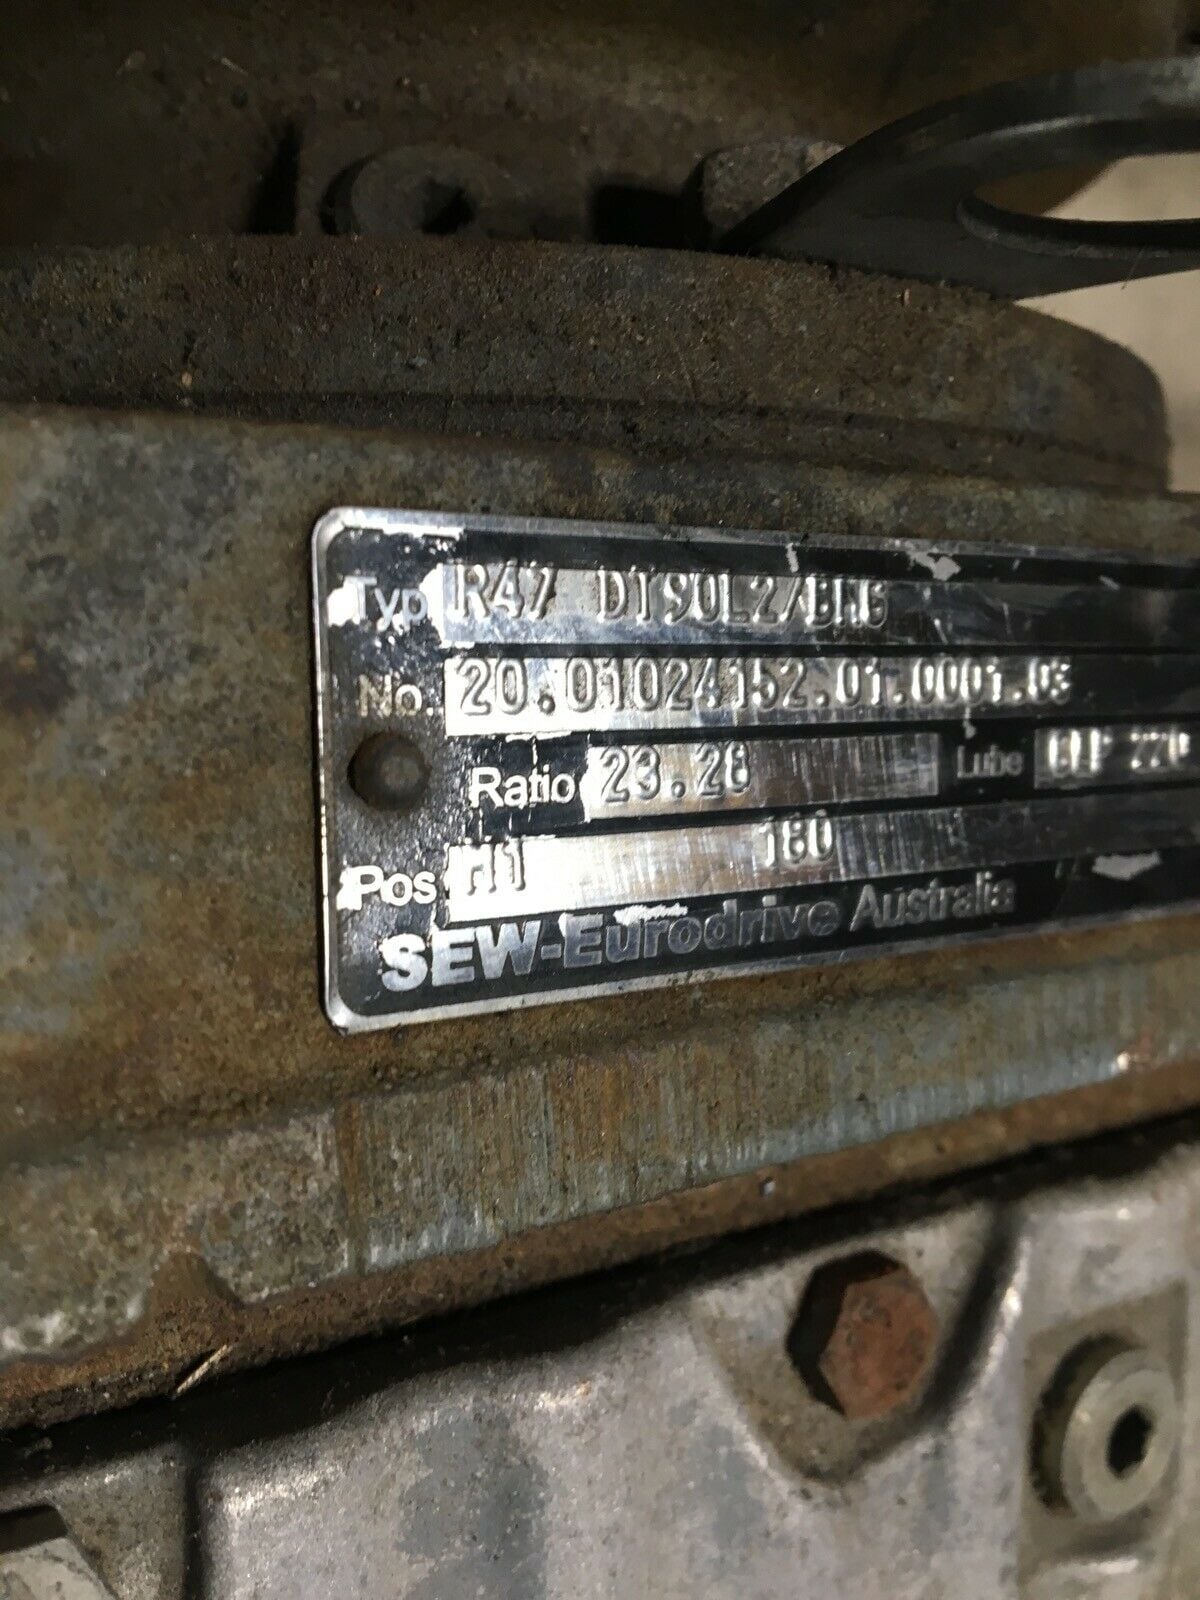 Typ R47 DT90L2/BMG
No. 20.01024152.01.0001.03
Ratio 23.28 Lube CLP 220
Pos M1 180
SEW-Eurodrive Australia